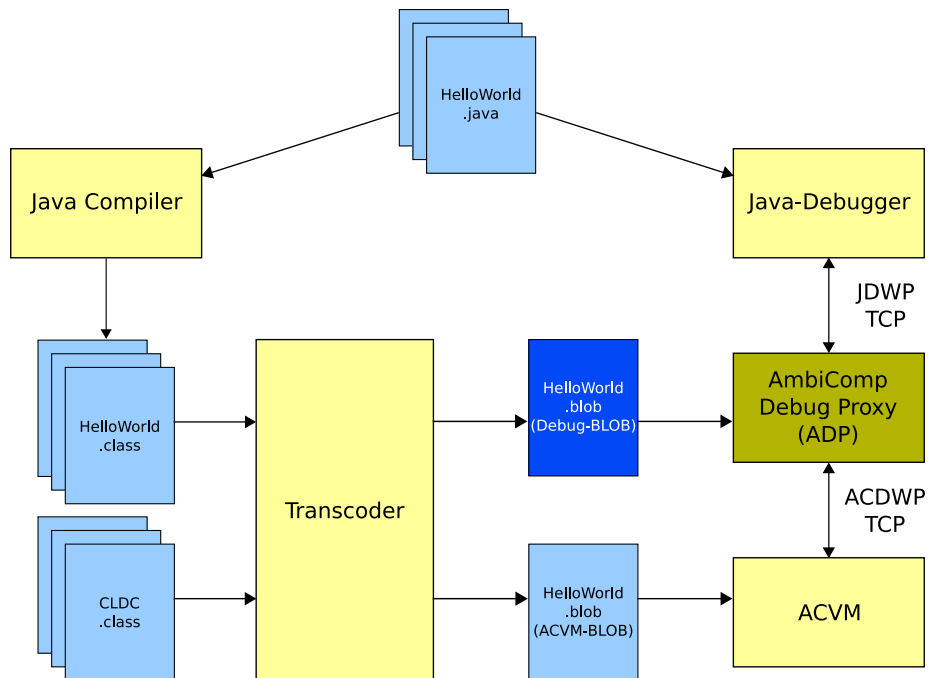 HelloWorld
.java
Java Compiler
Java-Debugger
JDWP
TCP
HelloWorld
.class
HelloWorld
.blob
(Debug-BLOB)
AmbiComp
Debug Proxy
(ADP)
Transcoder
ACDWP
TCP
CLDC
.class
HelloWorld
.blob
(ACVM-BLOB)
ACVM